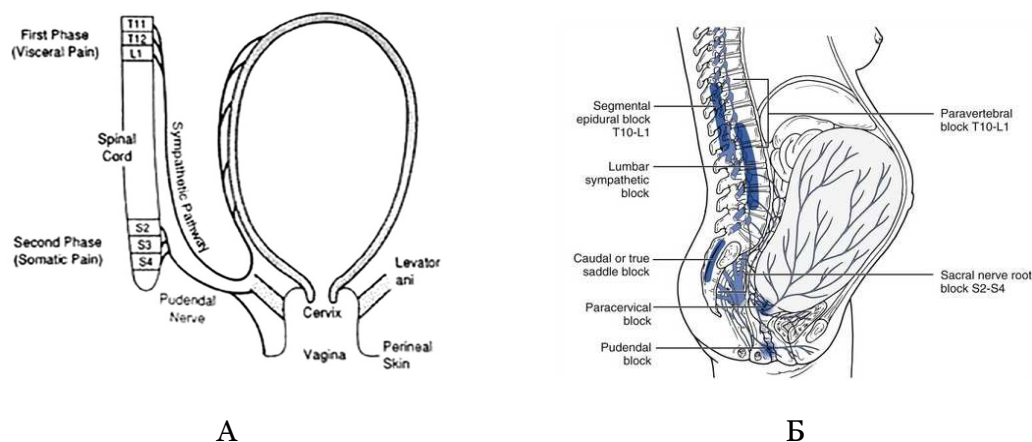 T11
First Phase
(Visceral Pain)
T12
L1
Spinal
Cord
Sympathetic Pathway
S2
Second Phase
(Somatic Pain)
S3
S4
Pudendal
Nerve
Levator
ani
Cervix
Vagina
Perineal
Skin
А
Segmental
epidural block
T10-L1
Lumbar
sympathetic
block
Caudal or true
saddle block
Paracervical
block
Pudendal
block
Paravertebral
block T10-L1
Sacral nerve root
block S2-S4
Б